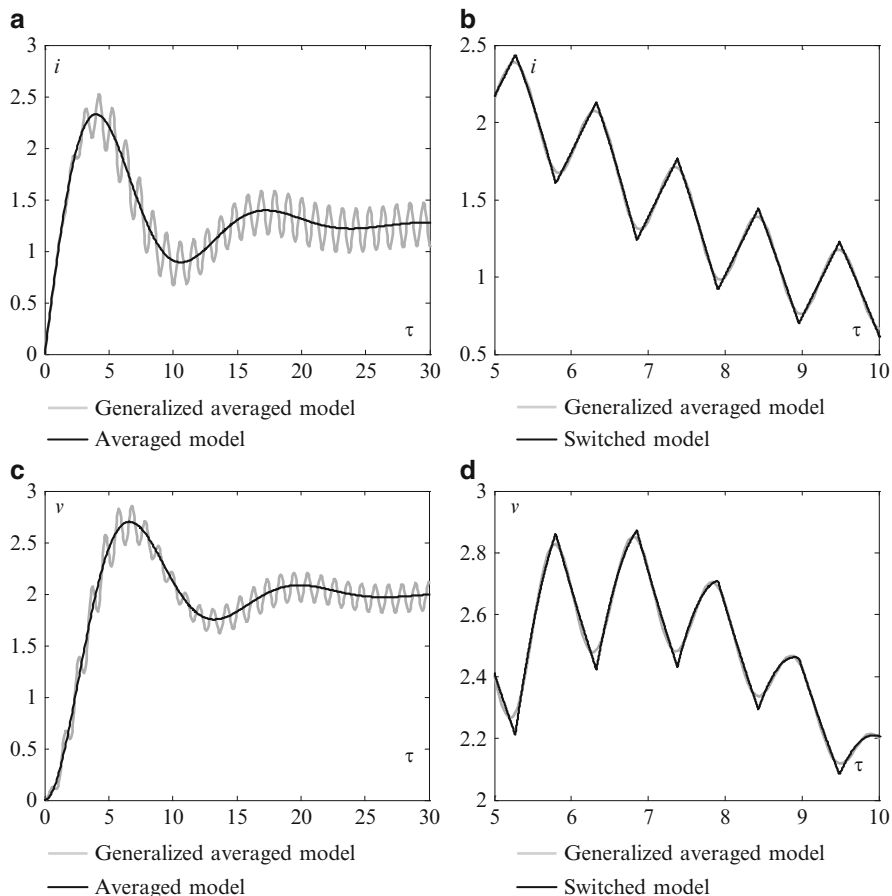 a
3
i
2.5
2
1.5
1
0.5
τ
0
0 5 10 15 20 25 30
Generalized averaged model
Averaged model
b
2.5
i
2
1.5
1
τ
0.5
5 6 7 8 9 10
Generalized averaged model
Switched model
c
3
v
2.5
2
1.5
1
0.5
τ
0
0 5 10 15 20 25 30
Generalized averaged model
Averaged model
d
3
v
2.8
2.6
2.4
2.2
τ
2
5 6 7 8 9 10
Generalized averaged model
Switched model